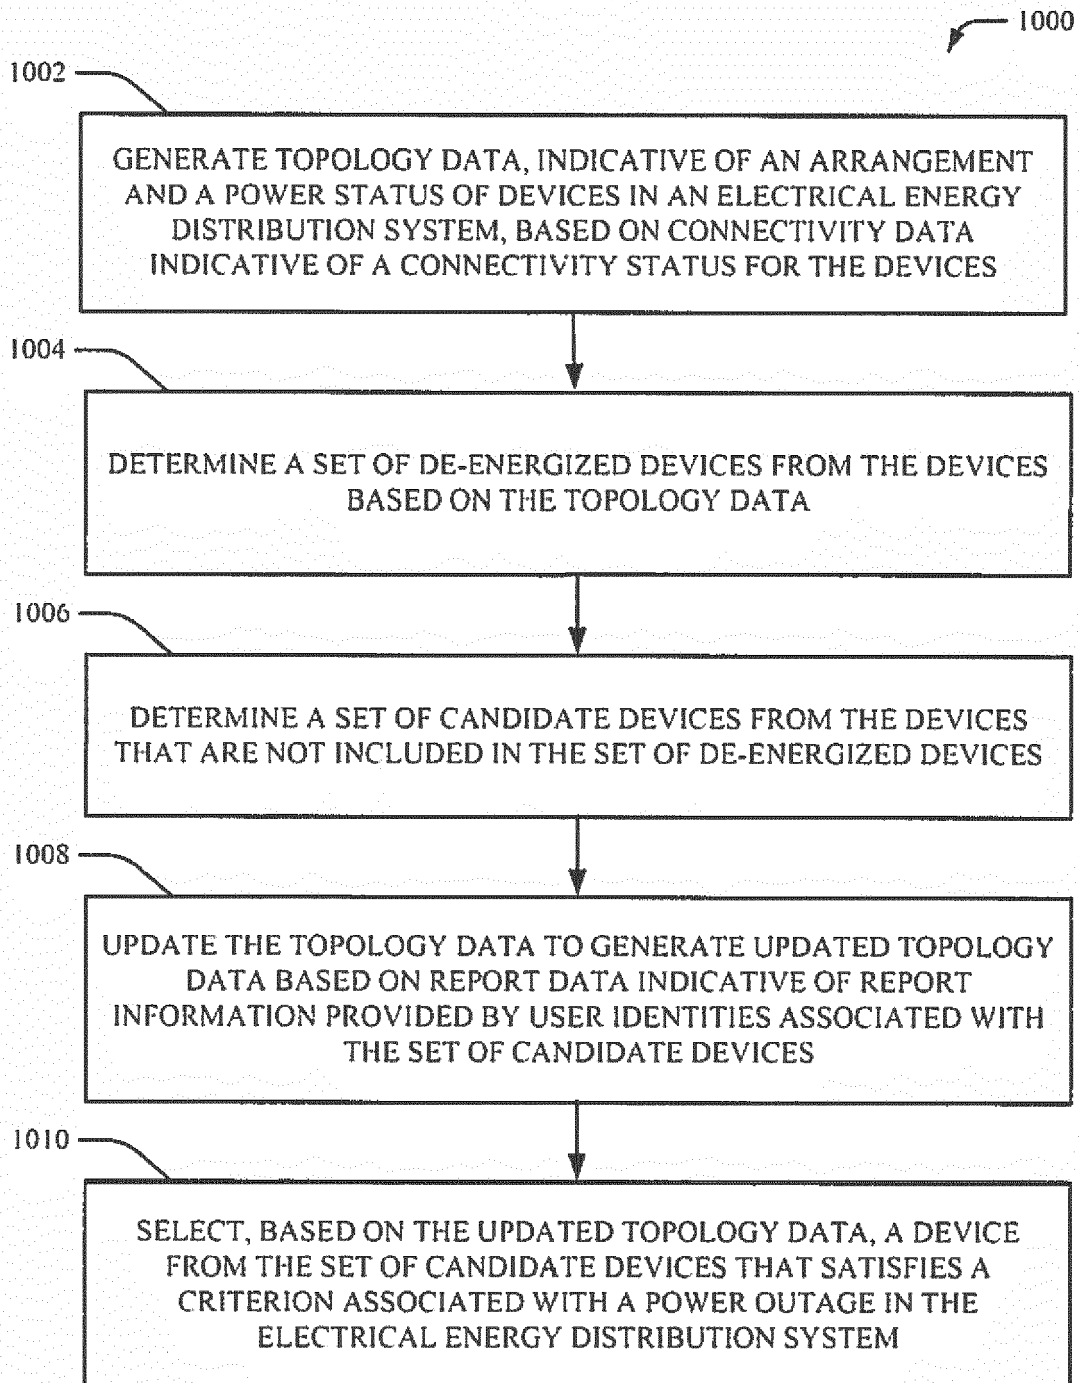 1000
1002
GENERATE TOPOLOGY DATA, INDICATIVE OF AN ARRANGEMENT
AND A POWER STATUS OF DEVICES IN AN ELECTRICAL ENERGY
DISTRIBUTION SYSTEM, BASED ON CONNECTIVITY DATA
INDICATIVE OF A CONNECTIVITY STATUS FOR THE DEVICES
1004
DETERMINE A SET OF DE-ENERGIZED DEVICES FROM THE DEVICES
BASED ON THE TOPOLOGY DATA
1006
DETERMINE A SET OF CANDIDATE DEVICES FROM THE DEVICES
THAT ARE NOT INCLUDED IN THE SET OF DE-ENERGIZED DEVICES
1008
UPDATE THE TOPOLOGY DATA TO GENERATE UPDATED TOPOLOGY
DATA BASED ON REPORT DATA INDICATIVE OF REPORT
INFORMATION PROVIDED BY USER IDENTITIES ASSOCIATED WITH
THE SET OF CANDIDATE DEVICES
1010
SELECT, BASED ON THE UPDATED TOPOLOGY DATA, A DEVICE
FROM THE SET OF CANDIDATE DEVICES THAT SATISFIES A
CRITERION ASSOCIATED WITH A POWER OUTAGE IN THE
ELECTRICAL ENERGY DISTRIBUTION SYSTEM